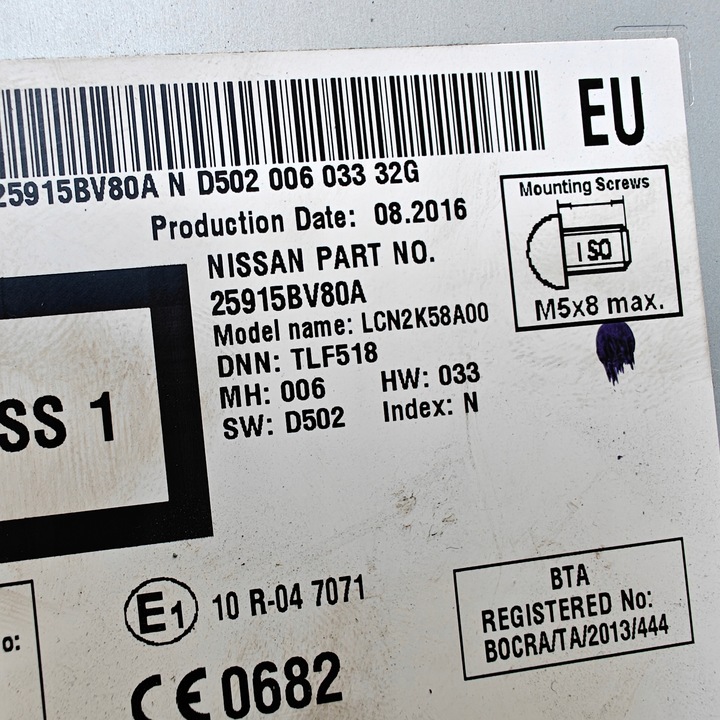 EU
25915BV80A N D502 006 033 32G
Production Date: 08.2016
Mounting Screws
ISO
M5x8 max.
NISSAN PART NO.
25915BV80A
Model name: LCN2K58A00
DNN: TLF518
MH: 006 HW: 033
SW: D502 Index: N
SS 1
E1 10 R-04 7071
CE 0682
o:
BTA
REGISTERED No:
BOCRA/TA/2013/444